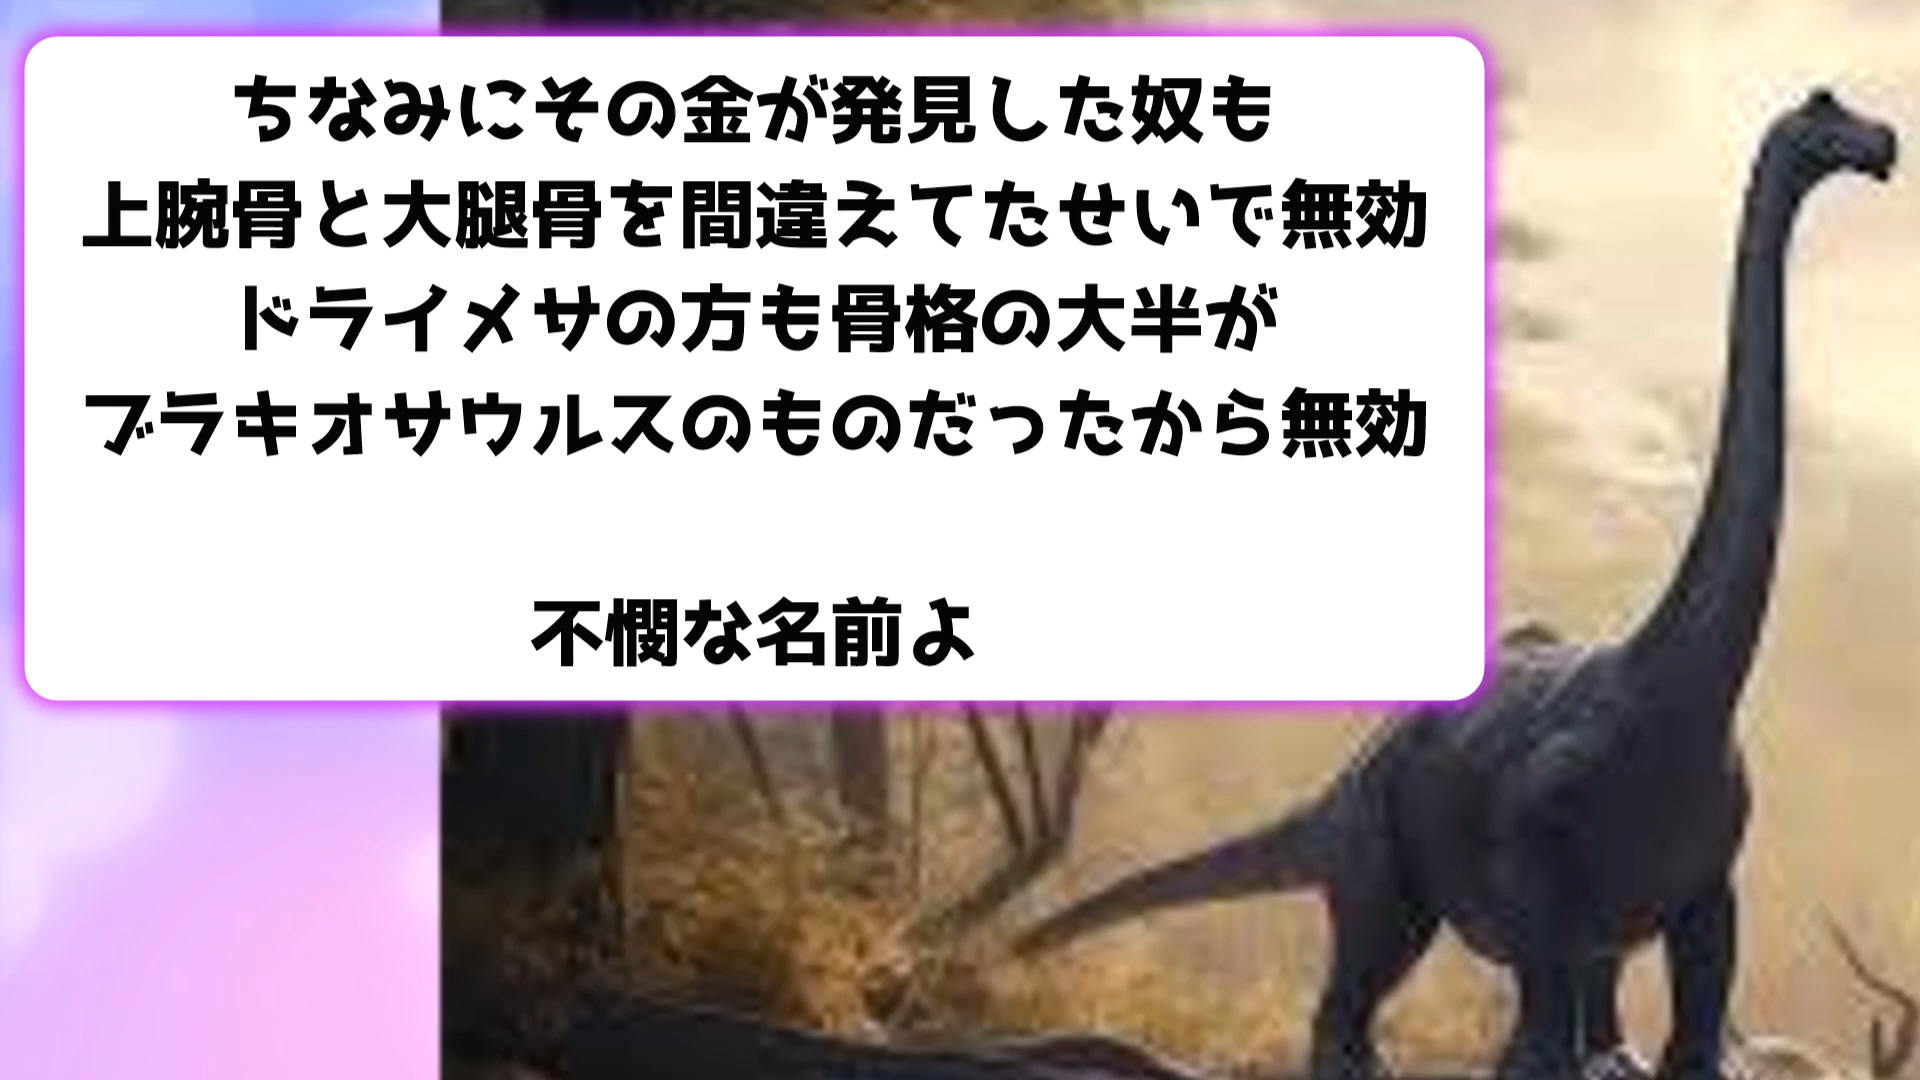 ちなみにその金が発見した奴も
上腕骨と大腿骨を間違えてたせいで無効
ドライメサの方も骨格の大半が
ブラキオサウルスのものだったから無効
不憫な名前よ